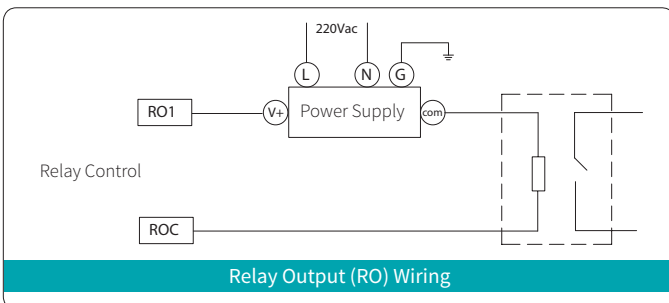 220Vac
L
N
G
RO1
V+
Power Supply
com
Relay Control
ROC
Relay Output (RO) Wiring